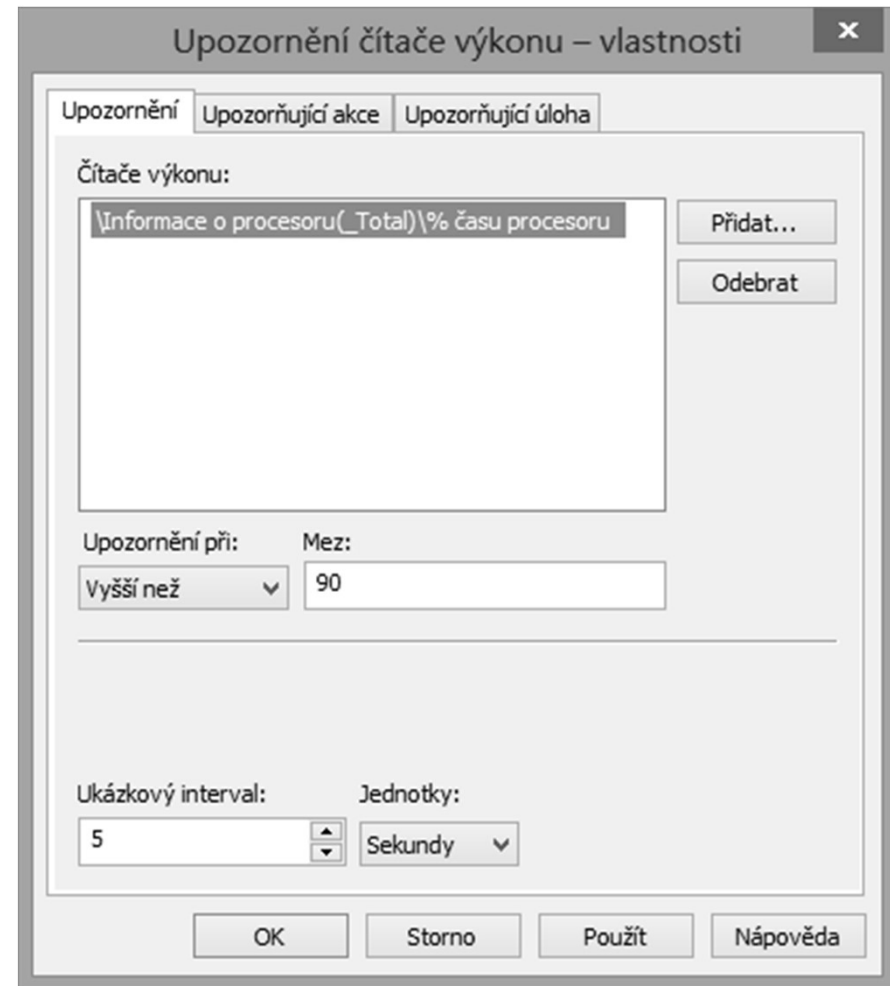 Upozornění čítače výkonu – vlastnosti
Upozornění Upozorňující akce Upozorňující úloha
Čítače výkonu:
\Informace o procesoru(_Total)\% času procesoru
Přidat...
Odebrat
Upozornění při: Mez:
Vyšší než 90
Ukázkový interval: Jednotky:
5 Sekundy
OK Storno Použít Nápověda